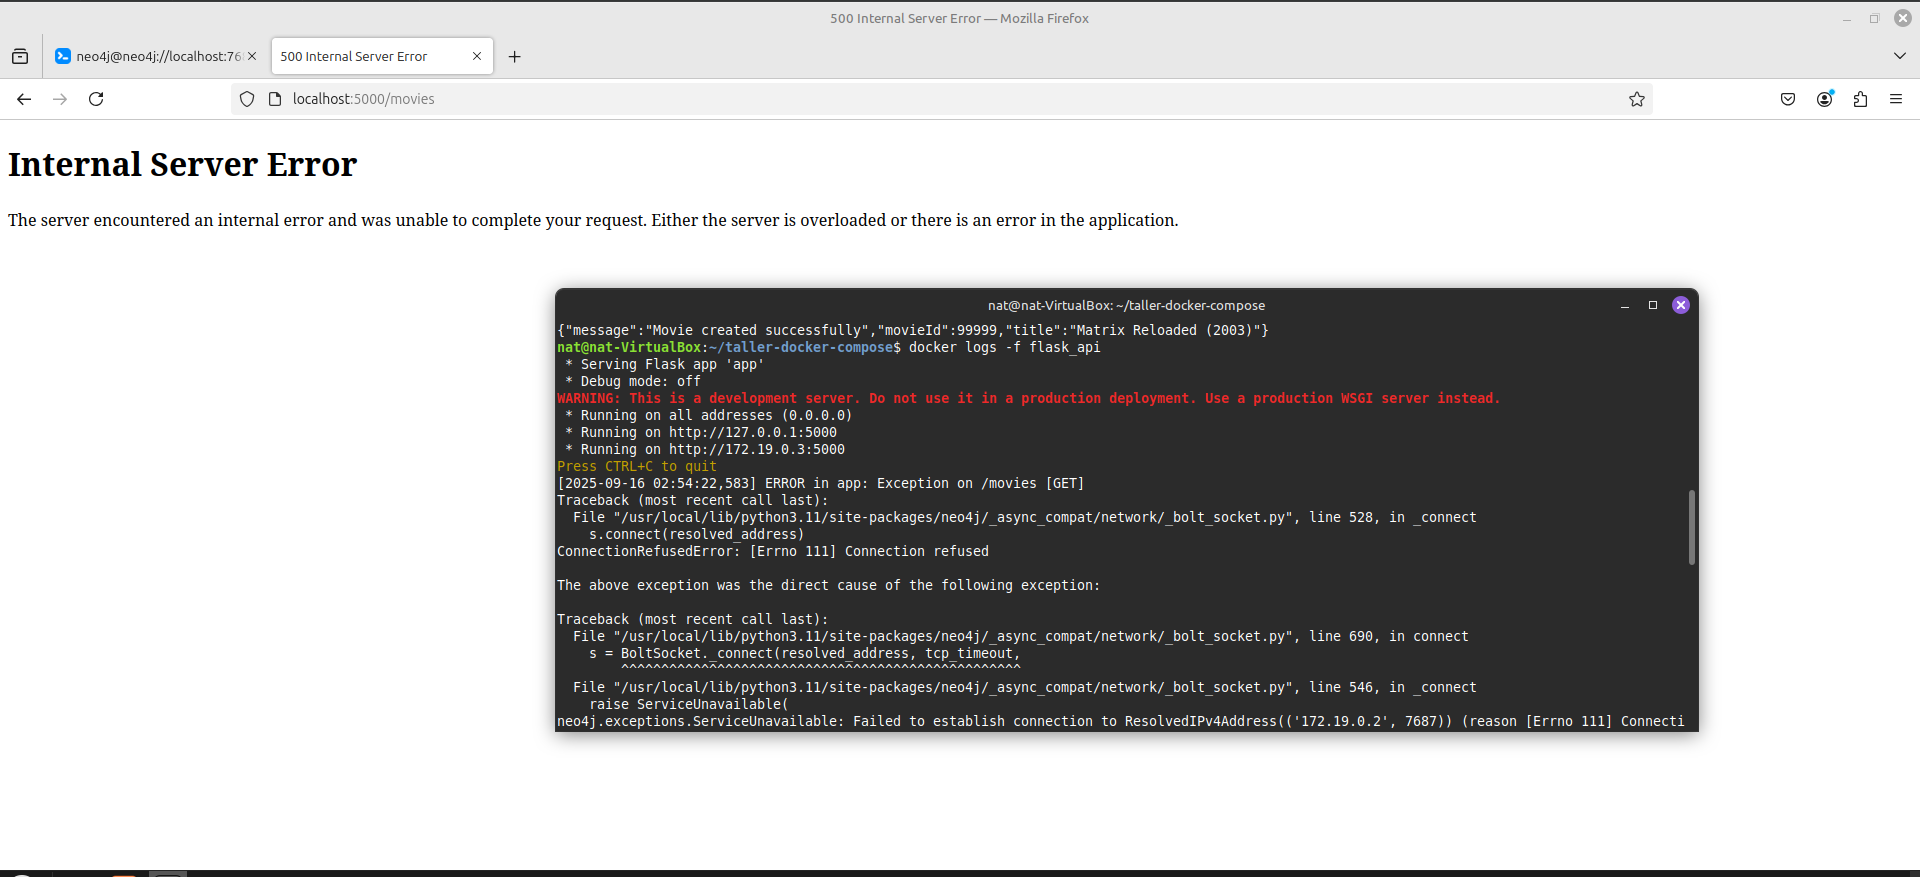 500 Internal Server Error — Mozilla Firefox
neo4j@neo4j://localhost:76
500 Internal Server Error
localhost:5000/movies
Internal Server Error
The server encountered an internal error and was unable to complete your request. Either the server is overloaded or there is an error in the application.
nat@nat-VirtualBox: ~/taller-docker-compose
{"message":"Movie created successfully","movieId":99999,"title":"Matrix Reloaded (2003)"}
nat@nat-VirtualBox:~/taller-docker-compose$ docker logs -f flask_api
 * Serving Flask app 'app'
 * Debug mode: off
WARNING: This is a development server. Do not use it in a production deployment. Use a production WSGI server instead.
 * Running on all addresses (0.0.0.0)
 * Running on http://127.0.0.1:5000
 * Running on http://172.19.0.3:5000
Press CTRL+C to quit
[2025-09-16 02:54:22,583] ERROR in app: Exception on /movies [GET]
Traceback (most recent call last):
  File "/usr/local/lib/python3.11/site-packages/neo4j/_async_compat/network/_bolt_socket.py", line 528, in _connect
    s.connect(resolved_address)
ConnectionRefusedError: [Errno 111] Connection refused
The above exception was the direct cause of the following exception:
Traceback (most recent call last):
  File "/usr/local/lib/python3.11/site-packages/neo4j/_async_compat/network/_bolt_socket.py", line 690, in connect
    s = BoltSocket._connect(resolved_address, tcp_timeout,
        ^^^^^^^^^^^^^^^^^^^^^^^^^^^^^^^^^^^^^^^^^^^^^^^^^^
  File "/usr/local/lib/python3.11/site-packages/neo4j/_async_compat/network/_bolt_socket.py", line 546, in _connect
    raise ServiceUnavailable(
neo4j.exceptions.ServiceUnavailable: Failed to establish connection to ResolvedIPv4Address(('172.19.0.2', 7687)) (reason [Errno 111] Connecti